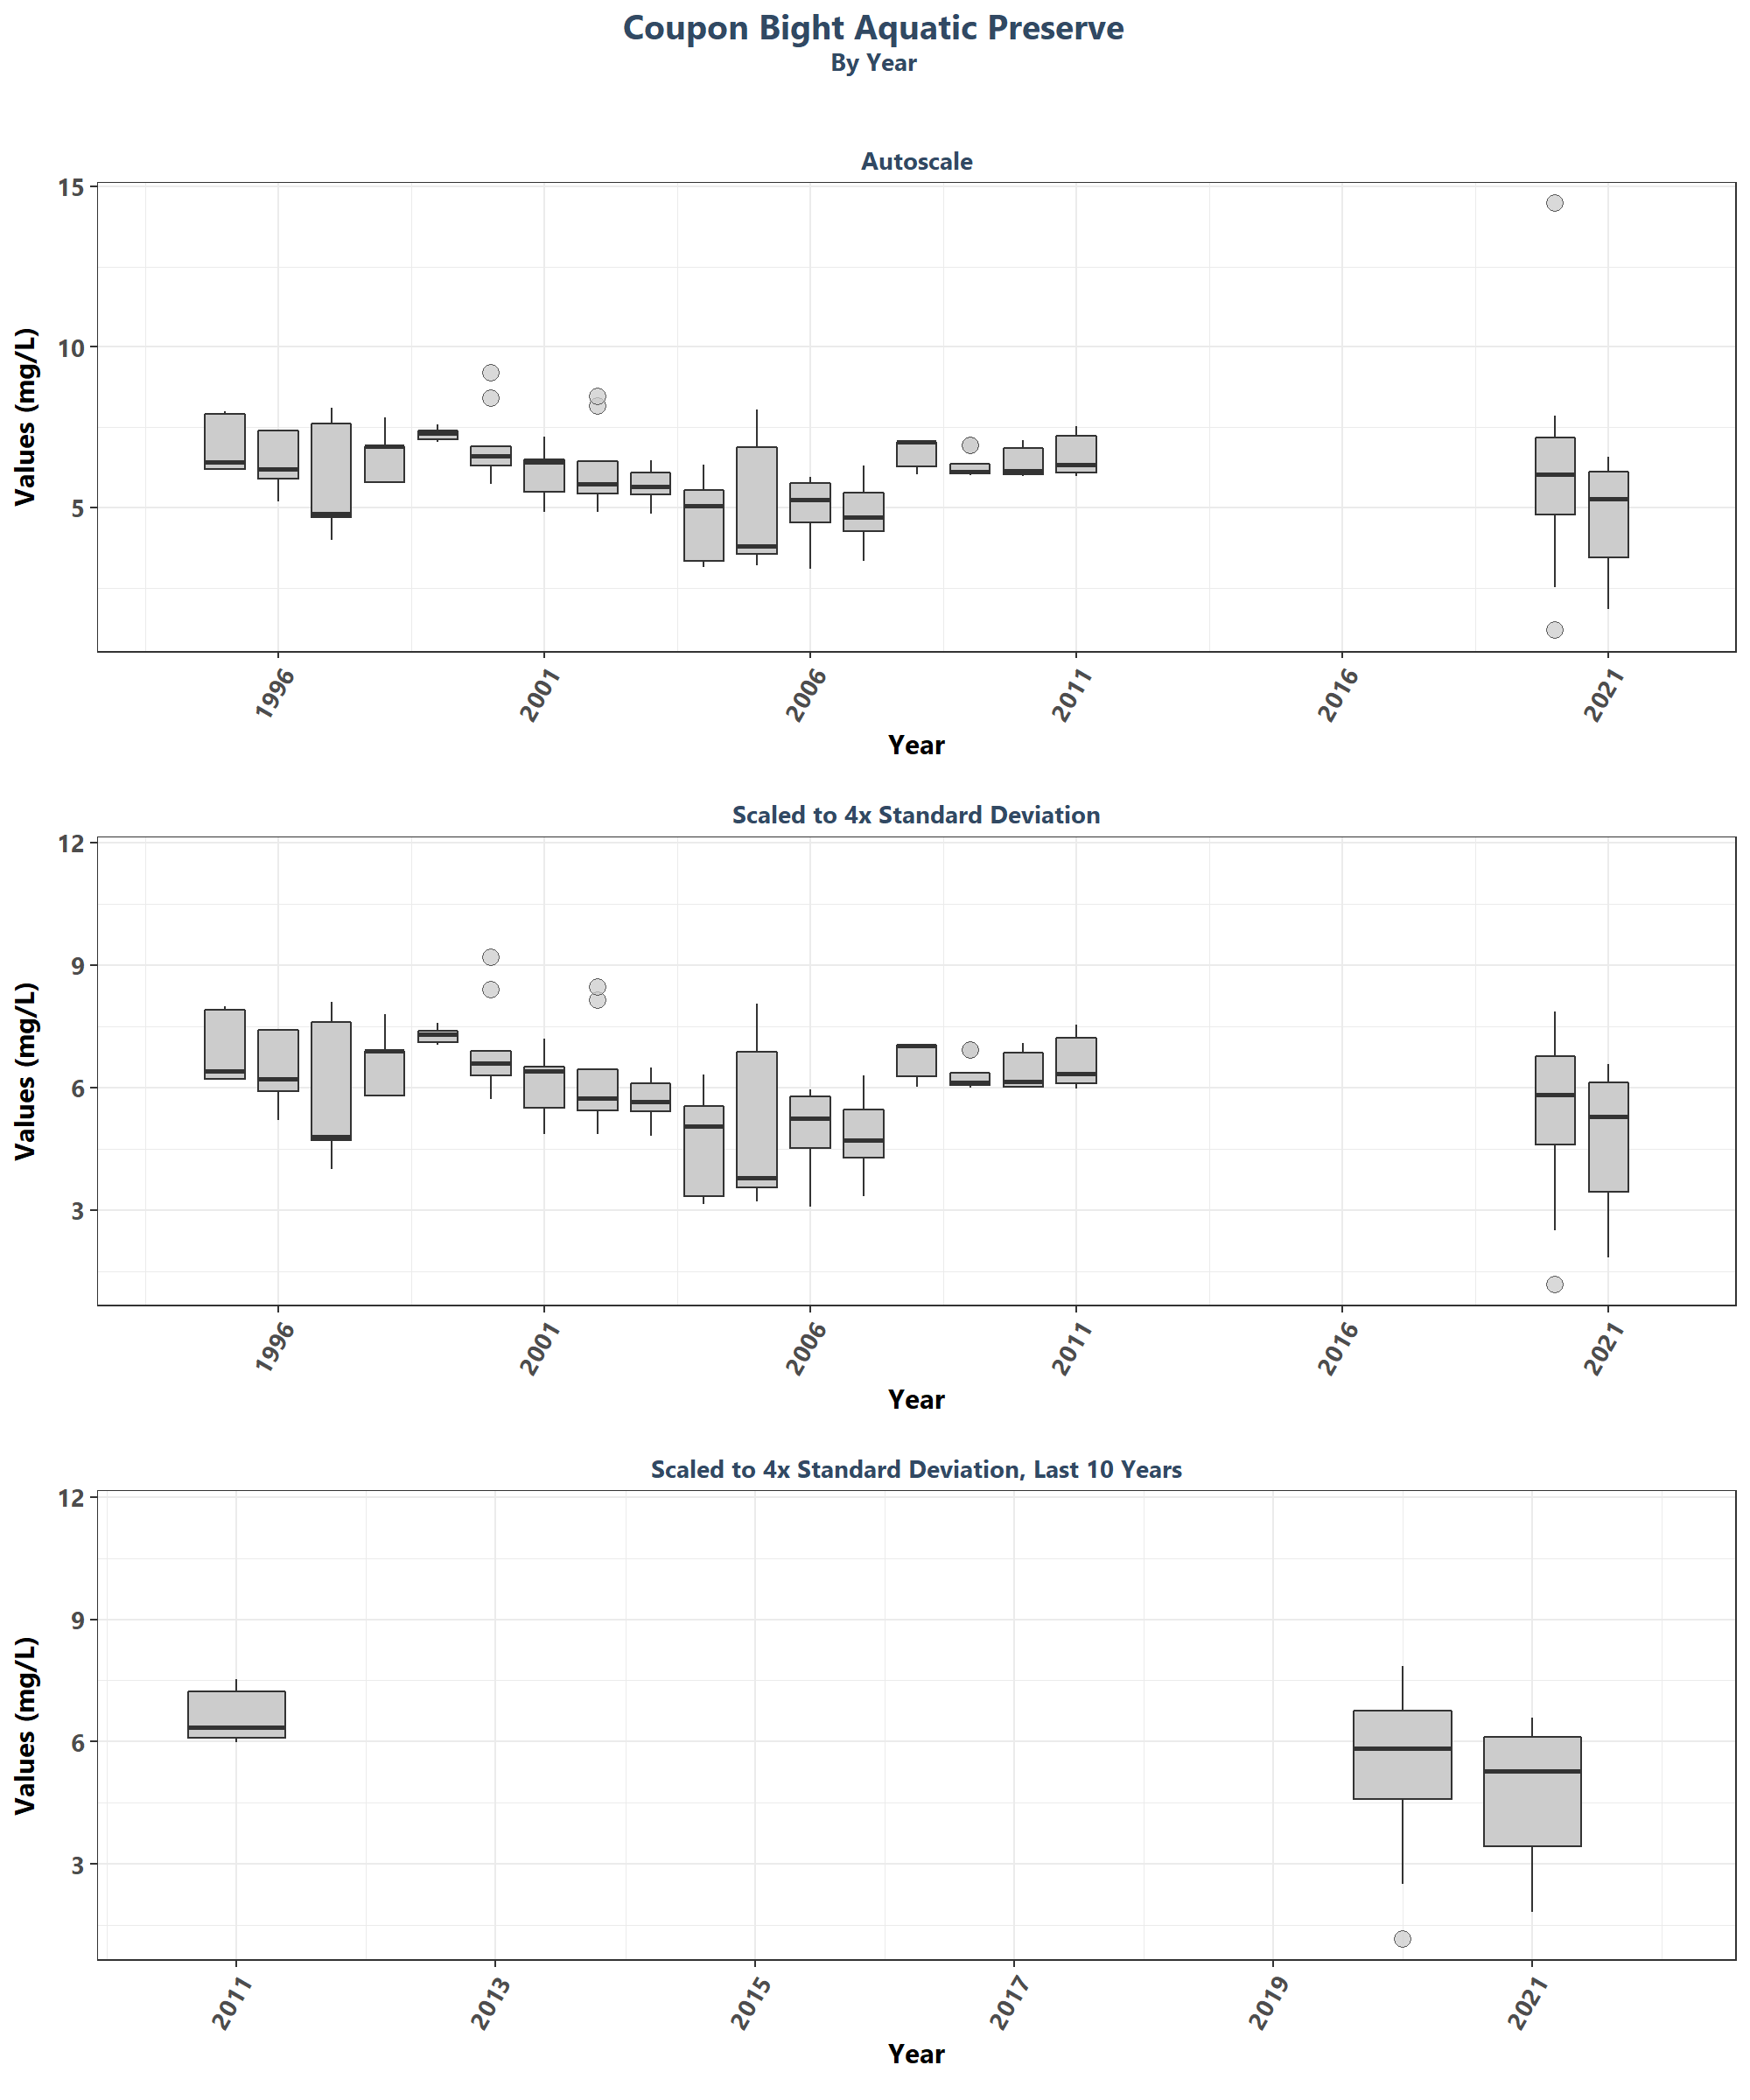 Coupon Bight Aquatic Preserve
By Year
Autoscale
15
10
5
Values (mg/L)
1996 2001 2006 2011 2016 2021
Year
Scaled to 4x Standard Deviation
12
9
6
3
Values (mg/L)
1996 2001 2006 2011 2016 2021
Year
Scaled to 4x Standard Deviation, Last 10 Years
12
9
6
3
Values (mg/L)
2011 2013 2015 2017 2019 2021
Year